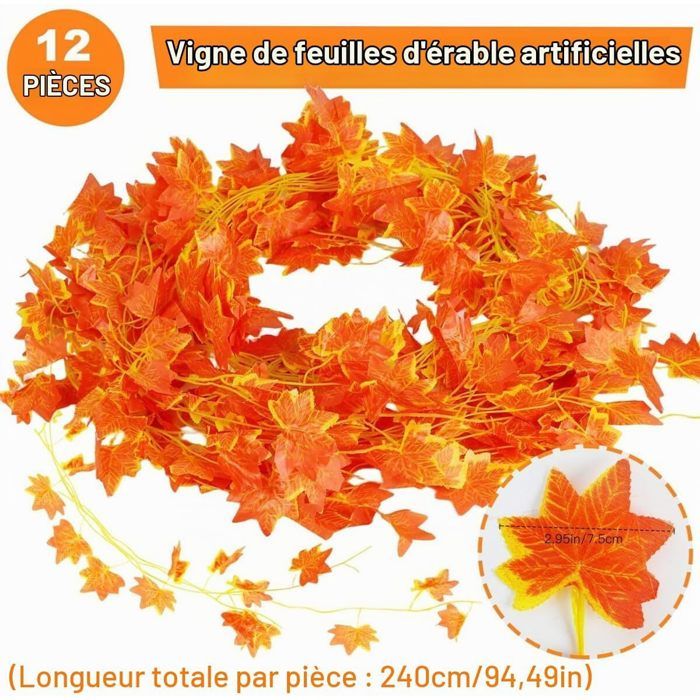 12
PIÈCES
Vigne de feuilles d'érable artificielles
2.95in/7.5cm
(Longueur totale par pièce : 240cm/94,49in)